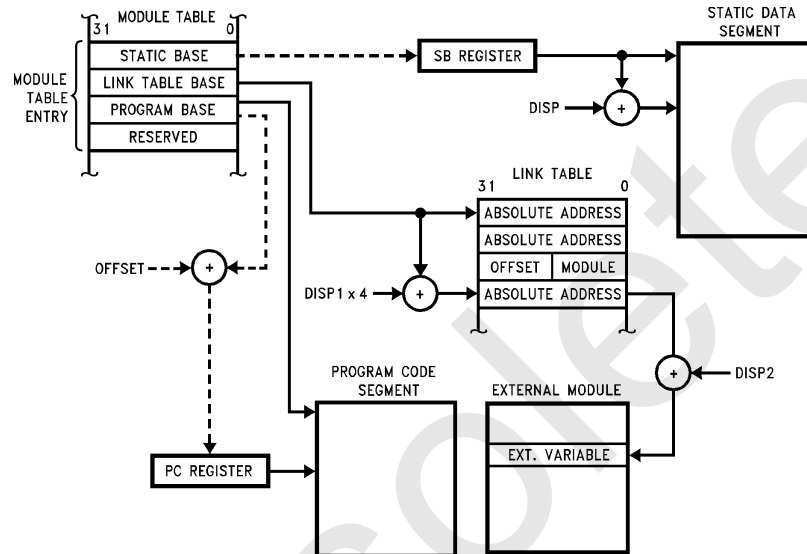 MODULE TABLE
31 0
STATIC BASE
LINK TABLE BASE
PROGRAM BASE
RESERVED
MODULE
TABLE
ENTRY
SB REGISTER
STATIC DATA
SEGMENT
DISP
+
LINK TABLE
31 0
ABSOLUTE ADDRESS
ABSOLUTE ADDRESS
OFFSET MODULE
ABSOLUTE ADDRESS
OFFSET
+
DISP1 x 4
+
+
DISP2
PROGRAM CODE
SEGMENT
EXTERNAL MODULE
EXT. VARIABLE
PC REGISTER
solete